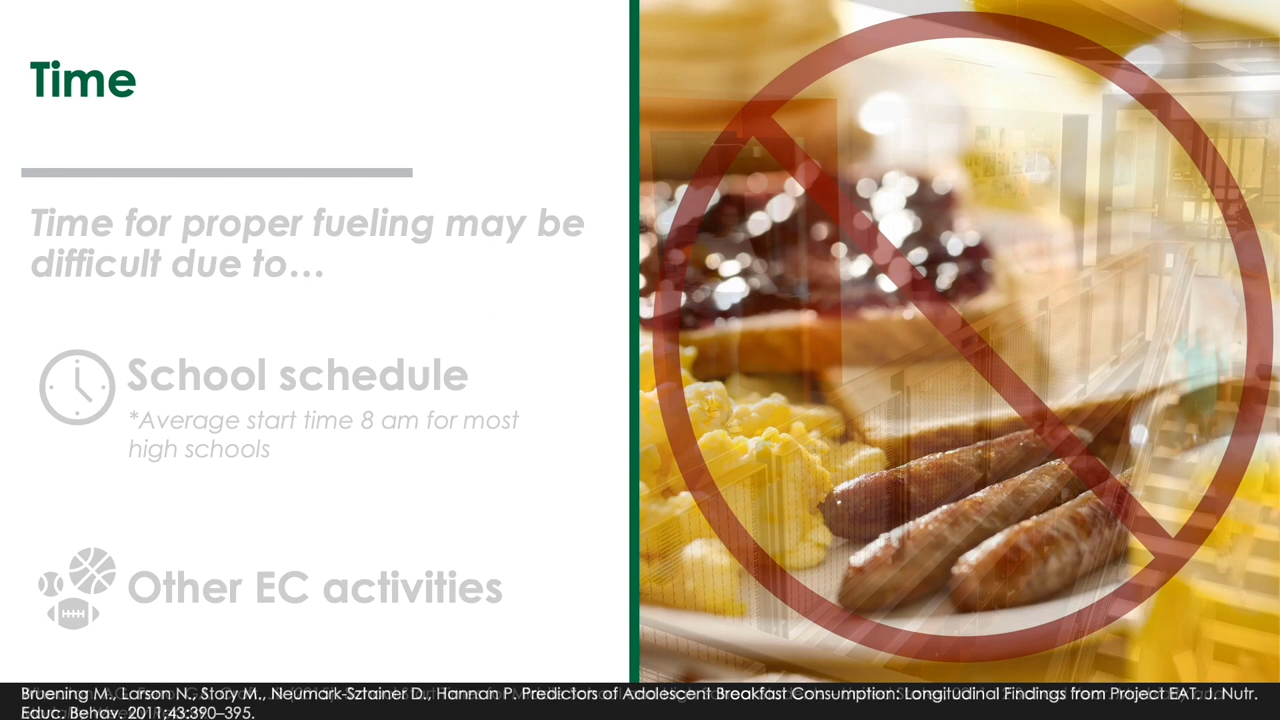 Time
Time for proper fueling may be
difficult due to…
School schedule
*Average start time 8 am for most
high schools
Other EC activities
Bruening M., Larson N., Story M., Neumark-Sztainer D., Hannan P. Predictors of Adolescent Breakfast Consumption: Longitudinal Findings from Project EAT. J. Nutr.
Educ. Behav. 2011;43:390–395.